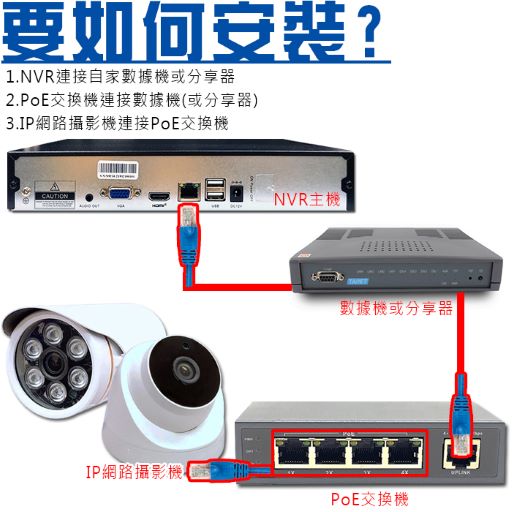 要如何安裝?
1.NVR連接自家數據機或分享器
2.PoE交換機連接數據機(或分享器)
3.IP網路攝影機連接PoE交換機
CAUTION
AUDIO OUT
VGA
HDMI
USB
DC12V
NVR主機
數據機或分享器
IP網路攝影機
PoE
1X 2X 3X 4X
UPLINK
PoE交換機